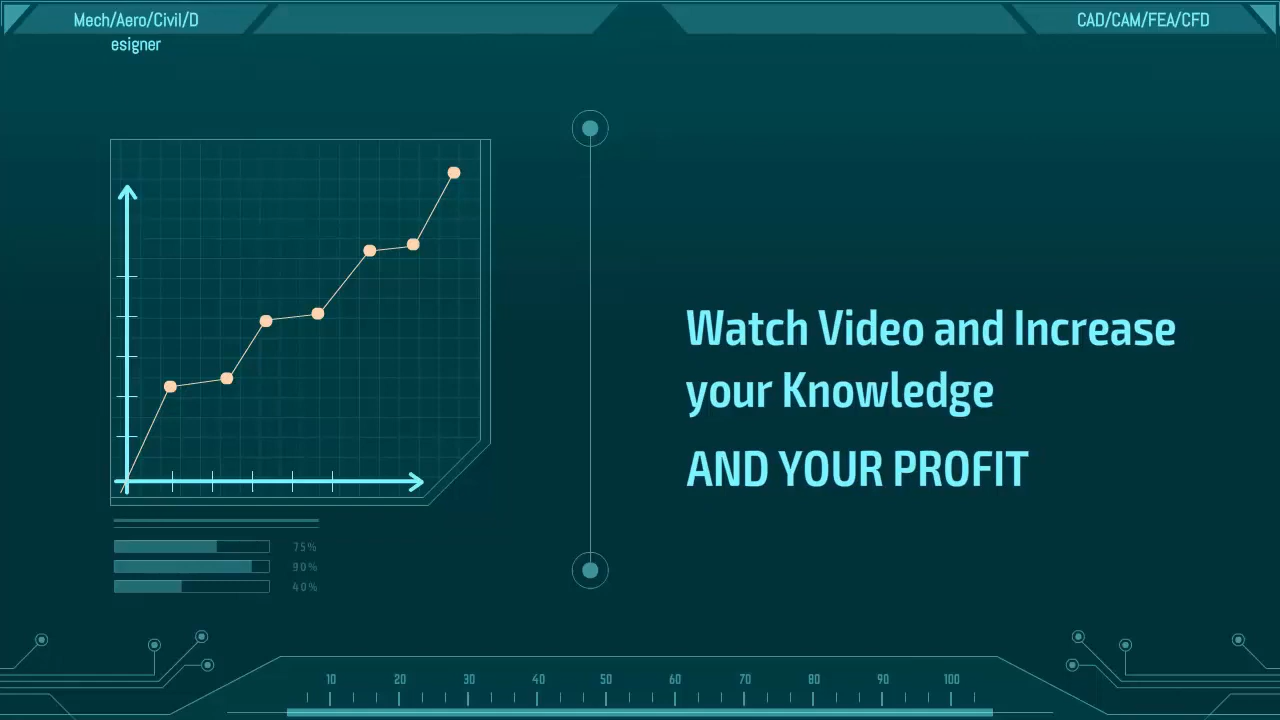 Mech/Aero/Civil/D
esigner
CAD/CAM/FEA/CFD
Watch Video and Increase
your Knowledge
AND YOUR PROFIT
75%
90%
40%
10 20 30 40 50 60 70 80 90 100